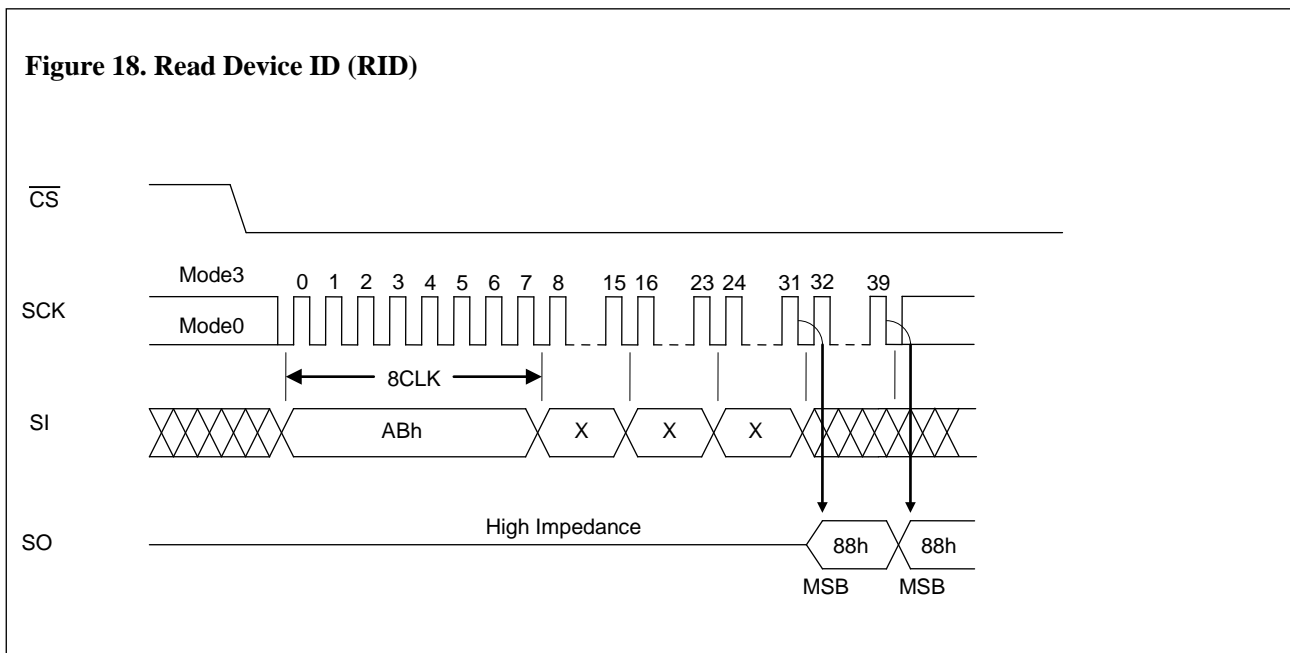 Figure 18. Read Device ID (RID)
CS
Mode3
0 1 2 3 4 5 6 7 8 15 16 23 24 31 32 39
SCK
Mode0
8CLK
SI
ABh X X X
High Impedance
SO
88h 88h
MSB MSB